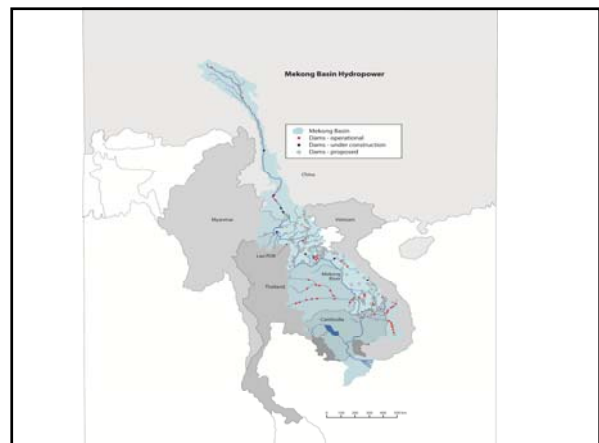 Mekong Basin Hydropower
Mekong Basin
Dams - operational
Dams - under construction
Dams - proposed
China
Myanmar
Vietnam
Lao PDR
Mekong
River
Thailand
Cambodia